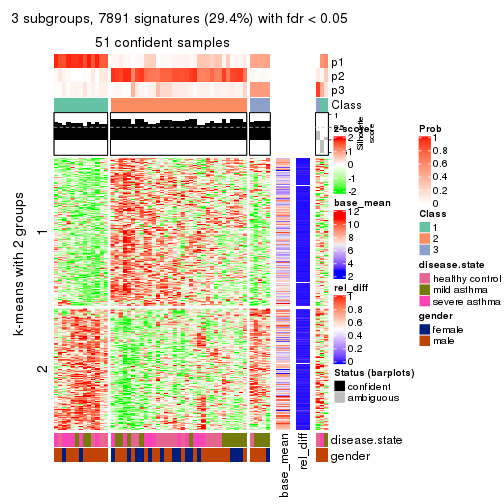 3 subgroups, 7891 signatures (29.4%) with fdr < 0.05
51 confident samples
p1
p2
p3
Class
1
Silhouette
score
k-means with 2 groups
1
2
disease.state
gender
base_mean
rel_diff
z-score
2
1
0
-1
-2
base_mean
12
10
8
6
4
2
rel_diff
1
0.8
0.6
0.4
0.2
0
Status (barplots)
confident
ambiguous
Prob
1
0.8
0.6
0.4
0.2
0
Class
1
2
3
disease.state
healthy control
mild asthma
severe asthma
gender
female
male